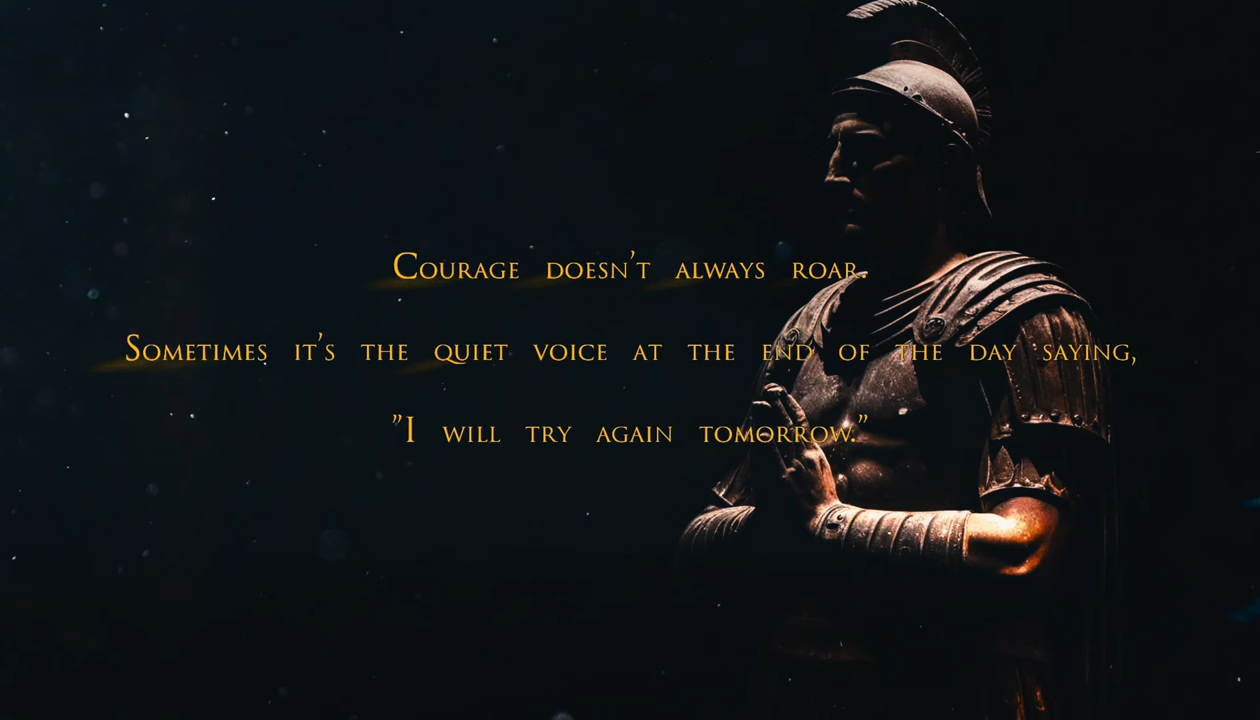 Courage doesn't always roar.
Sometimes it's the quiet voice at the end of the day saying,
"I will try again tomorrow."